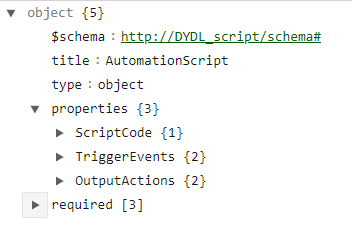 object {5}
$schema : http://DYDL_script/schema#
title : AutomationScript
type : object
properties {3}
ScriptCode {1}
TriggerEvents {2}
OutputActions {2}
required [3]